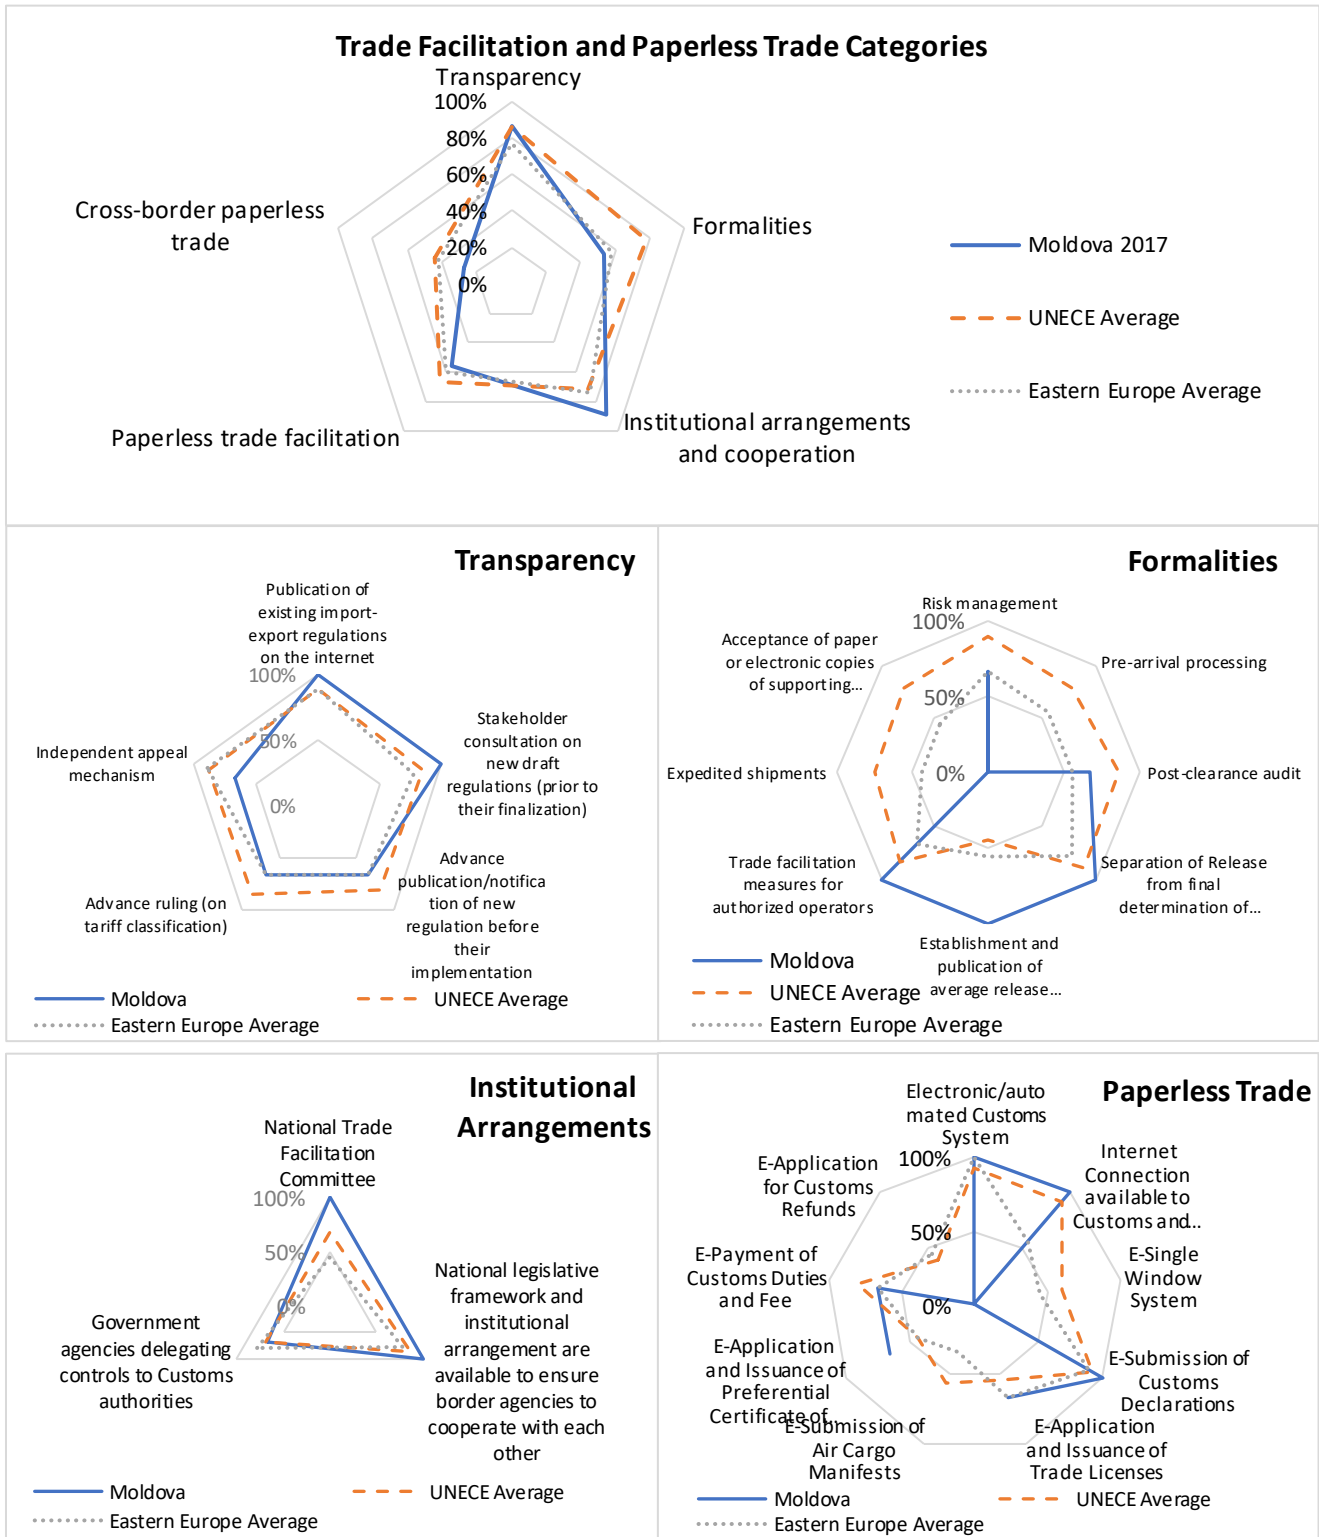 Trade Facilitation and Paperless Trade Categories
Transparency
100%
80%
60%
40%
20%
0%
Cross-border paperless
trade
Formalities
Paperless trade facilitation
Institutional arrangements
and cooperation
Moldova 2017
UNECE Average
Eastern Europe Average
Transparency
Publication of
existing import-
export regulations
on the internet
100%
50%
0%
Independent appeal
mechanism
Stakeholder
consultation on
new draft
regulations (prior to
their finalization)
Advance ruling (on
tariff classification)
Advance
publication/notifica
tion of new
regulation before
their
implementation
Moldova
UNECE Average
Eastern Europe Average
Formalities
Risk management
100%
50%
0%
Acceptance of paper
or electronic copies
of supporting…
Pre-arrival processing
Expedited shipments
Post-clearance audit
Trade facilitation
measures for
authorized operators
Separation of Release
from final
determination of…
Establishment and
publication of
average release…
Moldova
UNECE Average
Eastern Europe Average
Institutional
Arrangements
National Trade
Facilitation
Committee
100%
50%
0%
Government
agencies delegating
controls to Customs
authorities
National legislative
framework and
institutional
arrangement are
available to ensure
border agencies to
cooperate with each
other
Moldova
UNECE Average
Eastern Europe Average
Paperless Trade
Electronic/auto
mated Customs
System
100%
50%
0%
E-Application
for Customs
Refunds
Internet
Connection
available to
Customs and…
E-Payment of
Customs Duties
and Fee
E-Single
Window
System
E-Application
and Issuance of
Preferential
Certificate of…
E-Submission of
Customs
Declarations
E-Submission of
Air Cargo
Manifests
E-Application
and Issuance of
Trade Licenses
Moldova
UNECE Average
Eastern Europe Average